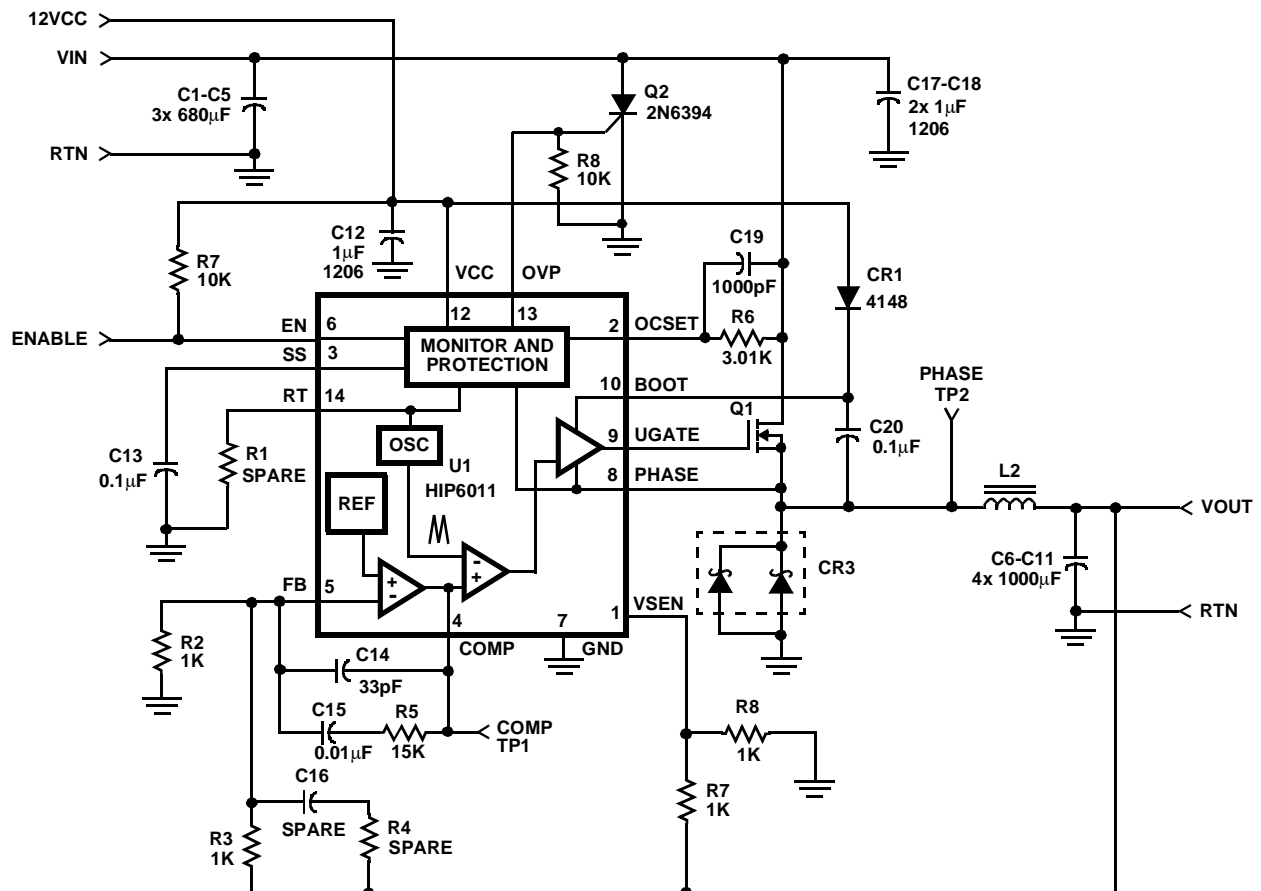 12VCC
VIN
C1-C5
3x 680μF
RTN
Q2
2N6394
C17-C18
2x 1μF
1206
R8
10K
R7
10K
C12
1μF
1206
VCC
OVP
C19
1000pF
CR1
4148
ENABLE
EN
6
SS
3
RT
14
12
13
MONITOR AND
PROTECTION
2
OCSET
R6
3.01K
10
BOOT
PHASE
TP2
Q1
C20
0.1μF
9
UGATE
8
PHASE
L2
VOUT
C13
0.1μF
R1
SPARE
OSC
U1
HIP6011
REF
+
-
-
+
CR3
C6-C11
4x 1000μF
RTN
FB
5
4
COMP
7
GND
1
VSEN
R2
1K
C14
33pF
C15
0.01μF
R5
15K
COMP
TP1
R8
1K
R7
1K
C16
SPARE
R3
1K
R4
SPARE